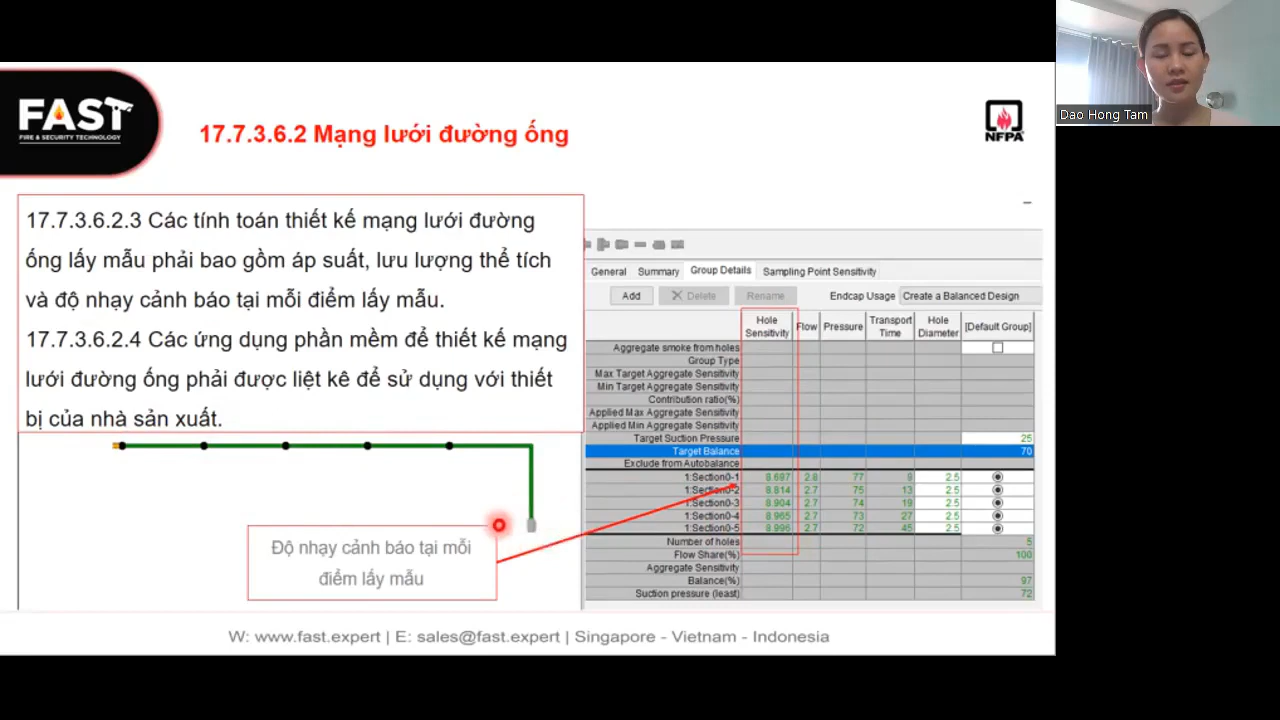 FAST
FIRE & SECURITY TECHNOLOGY
17.7.3.6.2 Mạng lưới đường ống
NFPA
Dao Hong Tam
17.7.3.6.2.3 Các tính toán thiết kế mạng lưới đường
ống lấy mẫu phải bao gồm áp suất, lưu lượng thể tích
và độ nhạy cảnh báo tại mỗi điểm lấy mẫu.
17.7.3.6.2.4 Các ứng dụng phần mềm để thiết kế mạng
lưới đường ống phải được liệt kê để sử dụng với thiết
bị của nhà sản xuất.
Độ nhạy cảnh báo tại mỗi
điểm lấy mẫu
General Summary Group Details Sampling Point Sensitivity
Add Delete Rename Endcap Usage Create a Balanced Design
Hole Sensitivity Flow Pressure Transport Time Hole Diameter [Default Group]
Aggregate smoke from holes
Group Type
Max Target Aggregate Sensitivity
Min Target Aggregate Sensitivity
Contribution ratio(%)
Applied Max Aggregate Sensitivity
Applied Min Aggregate Sensitivity
Target Suction Pressure 25
Target Balance 70
Exclude from Autobalance
1:Section0-1 8.697 2.8 77 9 2.5
1:Section0-2 8.814 2.7 75 13 2.5
1:Section0-3 8.904 2.7 74 19 2.5
1:Section0-4 8.965 2.7 73 27 2.5
1:Section0-5 8.996 2.7 72 45 2.5
Number of holes 5
Flow Share(%) 100
Aggregate Sensitivity
Balance(%) 97
Suction pressure (least) 72
W: www.fast.expert | E: sales@fast.expert | Singapore - Vietnam - Indonesia